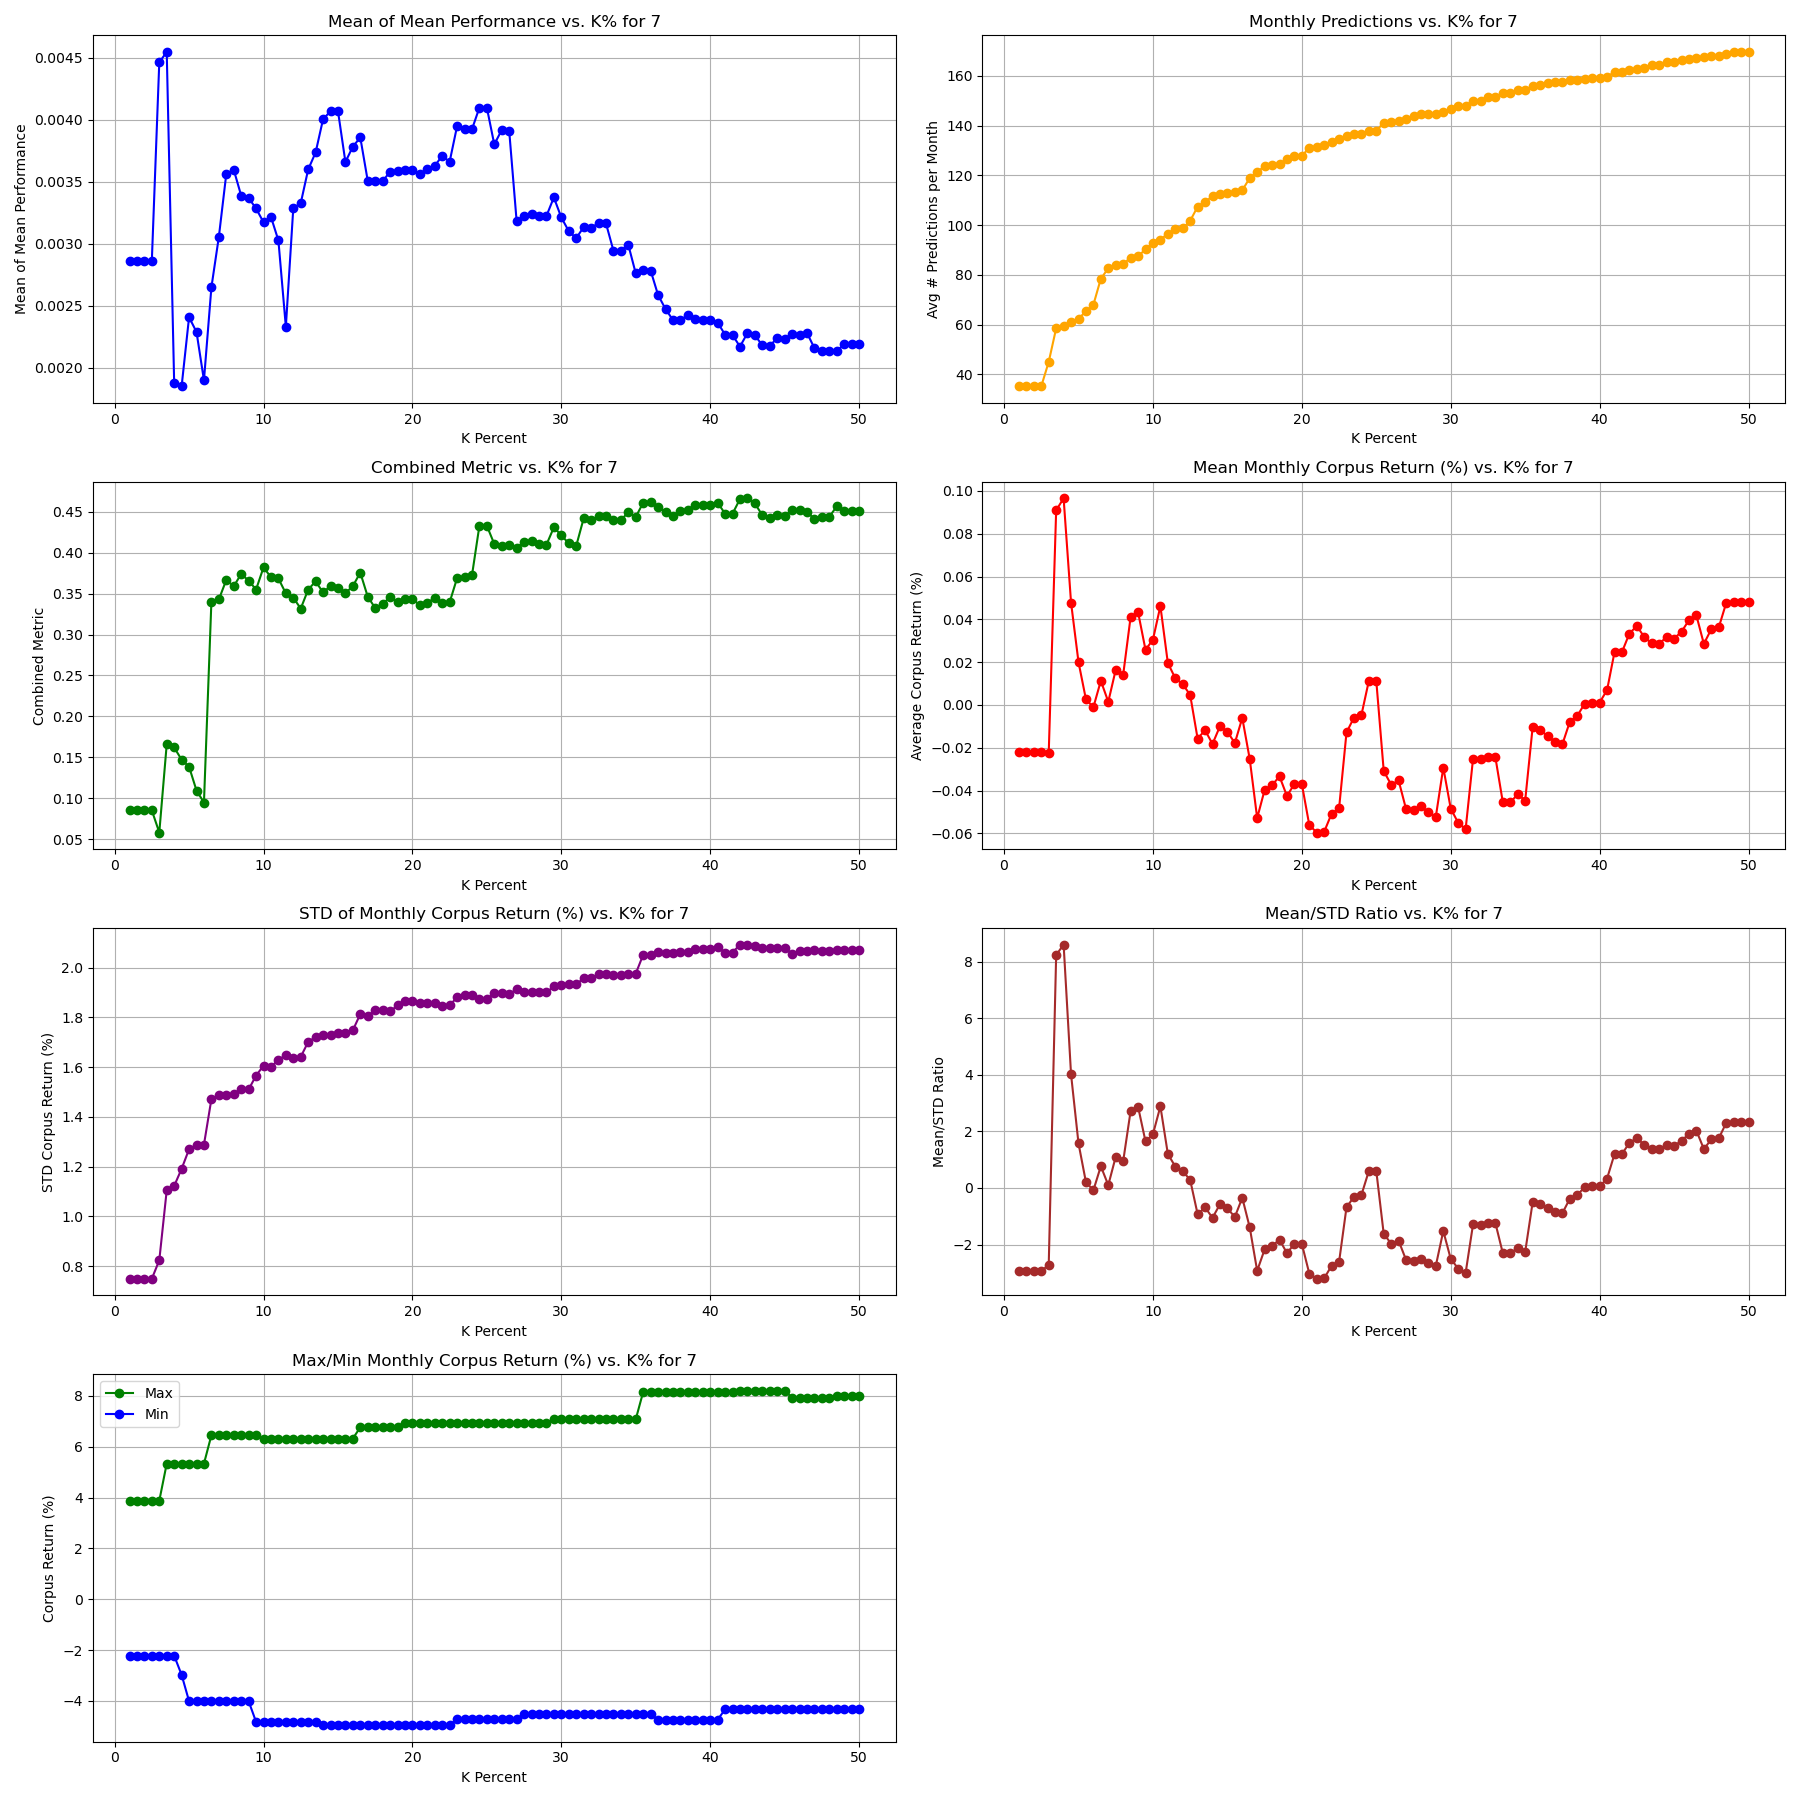 Mean of Mean Performance vs. K% for 7
Mean of Mean Performance
0.0045
0.0040
0.0035
0.0030
0.0025
0.0020
0 10 20 30 40 50
K Percent
Monthly Predictions vs. K% for 7
Avg # Predictions per Month
160
140
120
100
80
60
40
0 10 20 30 40 50
K Percent
Combined Metric vs. K% for 7
Combined Metric
0.45
0.40
0.35
0.30
0.25
0.20
0.15
0.10
0.05
0 10 20 30 40 50
K Percent
Mean Monthly Corpus Return (%) vs. K% for 7
Average Corpus Return (%)
0.10
0.08
0.06
0.04
0.02
0.00
−0.02
−0.04
−0.06
0 10 20 30 40 50
K Percent
STD of Monthly Corpus Return (%) vs. K% for 7
STD Corpus Return (%)
2.0
1.8
1.6
1.4
1.2
1.0
0.8
0 10 20 30 40 50
K Percent
Mean/STD Ratio vs. K% for 7
Mean/STD Ratio
8
6
4
2
0
−2
0 10 20 30 40 50
K Percent
Max/Min Monthly Corpus Return (%) vs. K% for 7
Max
Min
Corpus Return (%)
8
6
4
2
0
−2
−4
0 10 20 30 40 50
K Percent